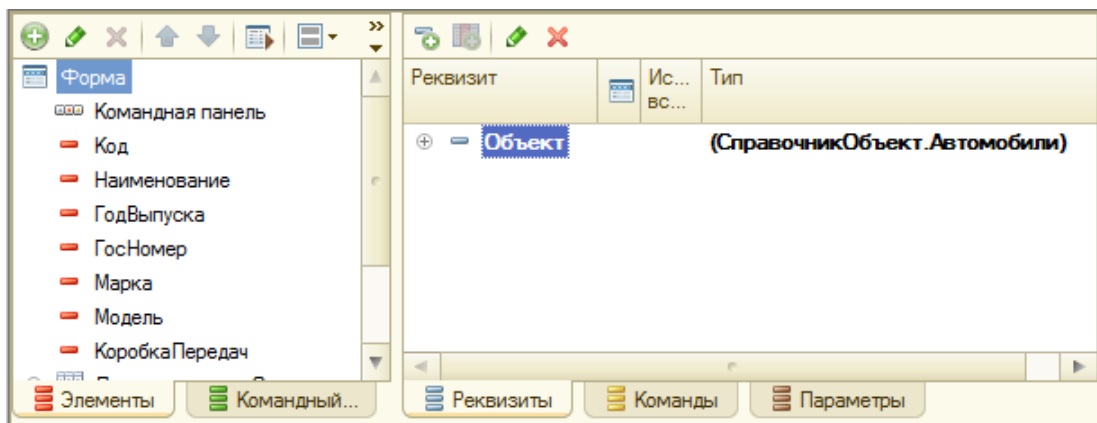 Форма
Командная панель
Код
Наименование
ГодВыпуска
ГосНомер
Марка
Модель
КоробкаПередач
Элементы
Командный...
Реквизит
Ис...
вс...
Тип
Объект
(СправочникОбъект.Автомобили)
Реквизиты
Команды
Параметры